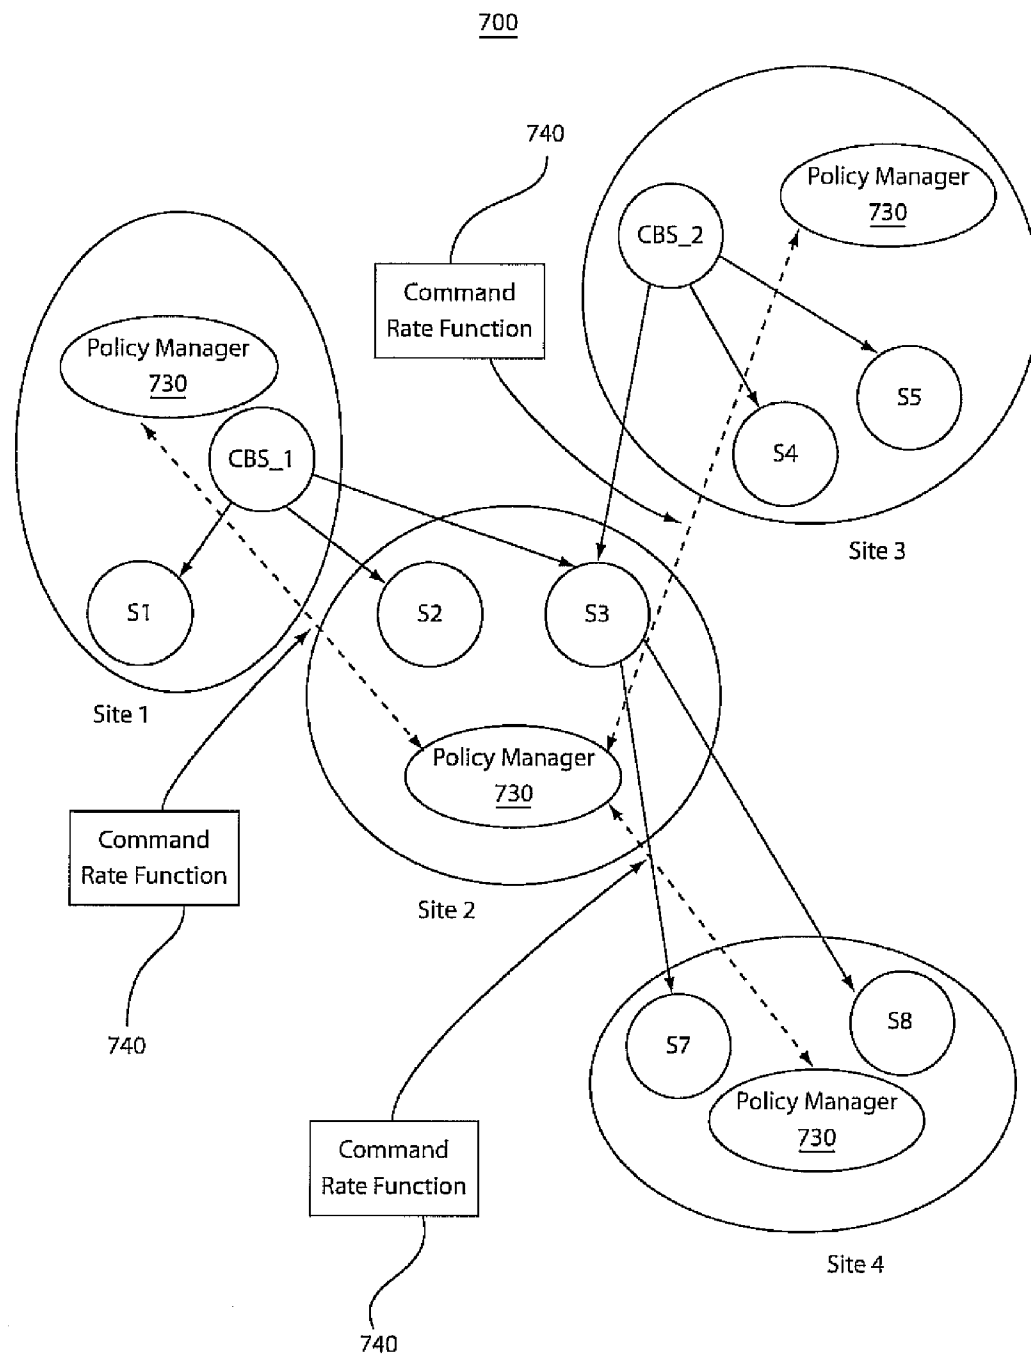 700
740
Policy Manager
730
CBS_2
Command
Rate Function
Policy Manager
730
S5
CBS_1
S4
Site 3
S1
S2
S3
Site 1
Policy Manager
730
Command
Rate Function
Site 2
740
S7
S8
Policy Manager
730
Command
Rate Function
Site 4
740